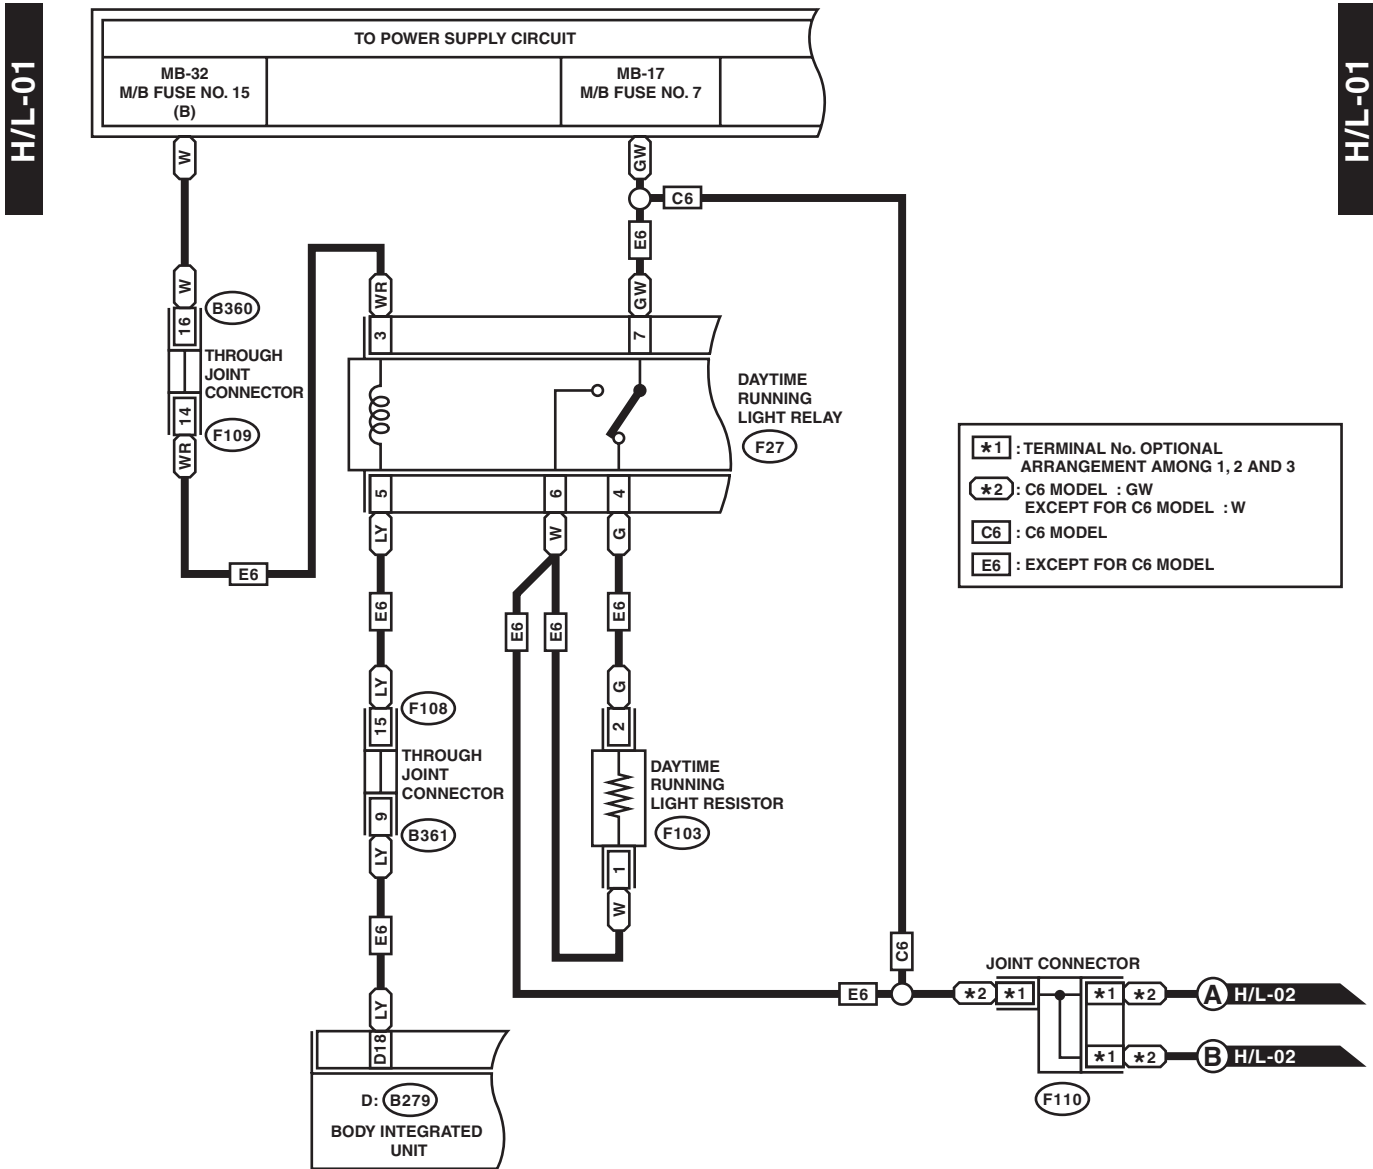 H/L-01
H/L-01
TO POWER SUPPLY CIRCUIT
MB-32
M/B FUSE NO. 15
(B)
MB-17
M/B FUSE NO. 7
W
GW
C6
E6
W
WR
GW
16
B360
3
7
THROUGH
JOINT
CONNECTOR
14
F109
WR
E6
DAYTIME
RUNNING
LIGHT RELAY
F27
5
6
4
LY
W
G
E6
E6
E6
E6
*1 : TERMINAL No. OPTIONAL
ARRANGEMENT AMONG 1, 2 AND 3
*2 : C6 MODEL : GW
EXCEPT FOR C6 MODEL : W
C6 : C6 MODEL
E6 : EXCEPT FOR C6 MODEL
LY
G
15
F108
2
THROUGH
JOINT
CONNECTOR
9
B361
LY
DAYTIME
RUNNING
LIGHT RESISTOR
F103
1
W
E6
C6
LY
E6
JOINT CONNECTOR
*2
*1
*1
*2
A
H/L-02
*1
*2
B
H/L-02
F110
D18
D: B279
BODY INTEGRATED
UNIT